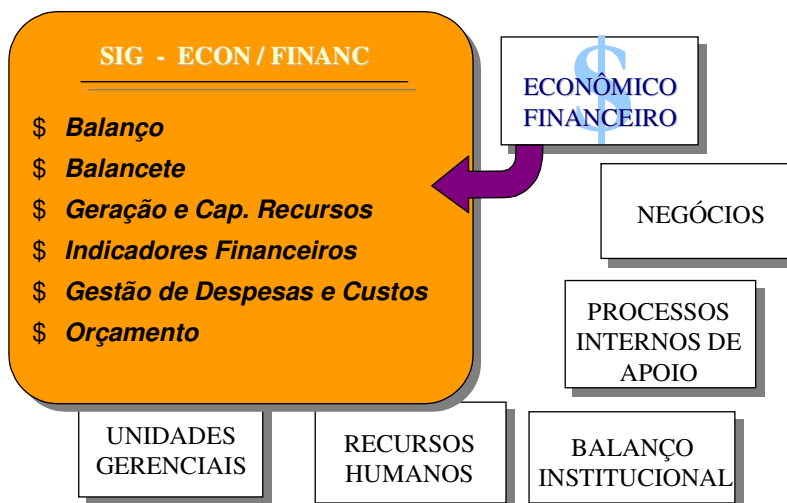 SIG - ECON / FINANC
$ Balanço
$ Balancete
$ Geração e Cap. Recursos
$ Indicadores Financeiros
$ Gestão de Despesas e Custos
$ Orçamento
$
ECONÔMICO
FINANCEIRO
NEGÓCIOS
PROCESSOS
INTERNOS DE
APOIO
UNIDADES
GERENCIAIS
RECURSOS
HUMANOS
BALANÇO
INSTITUCIONAL